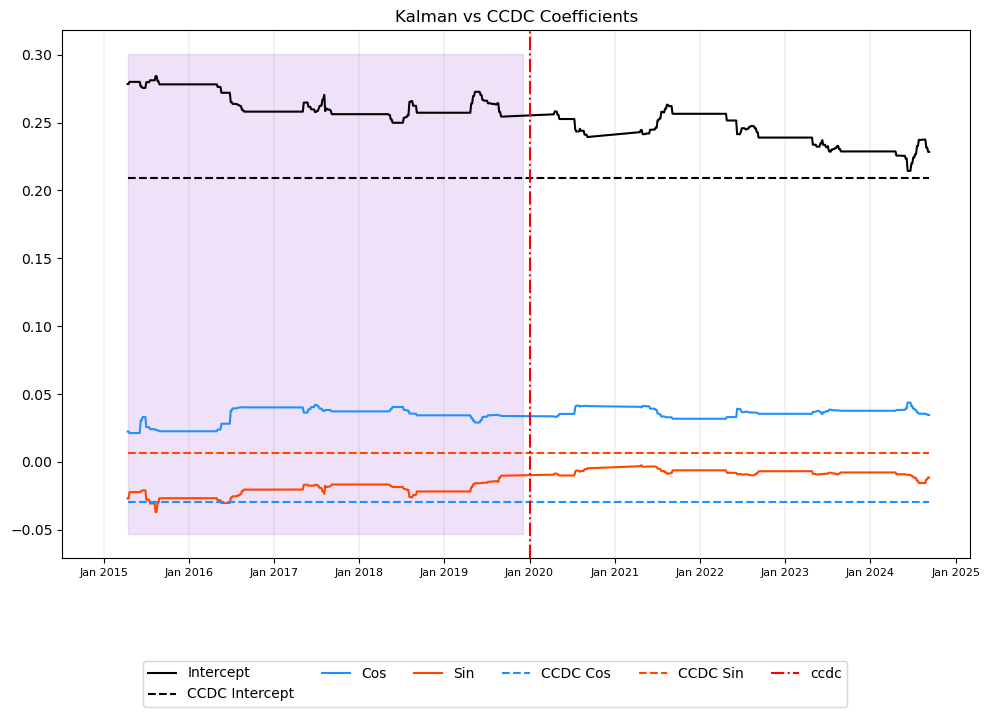 Kalman vs CCDC Coefficients
0.30
0.25
0.20
0.15
0.10
0.05
0.00
−0.05
Jan 2015 Jan 2016 Jan 2017 Jan 2018 Jan 2019 Jan 2020 Jan 2021 Jan 2022 Jan 2023 Jan 2024 Jan 2025
Intercept Cos Sin CCDC Cos CCDC Sin ccdc
CCDC Intercept